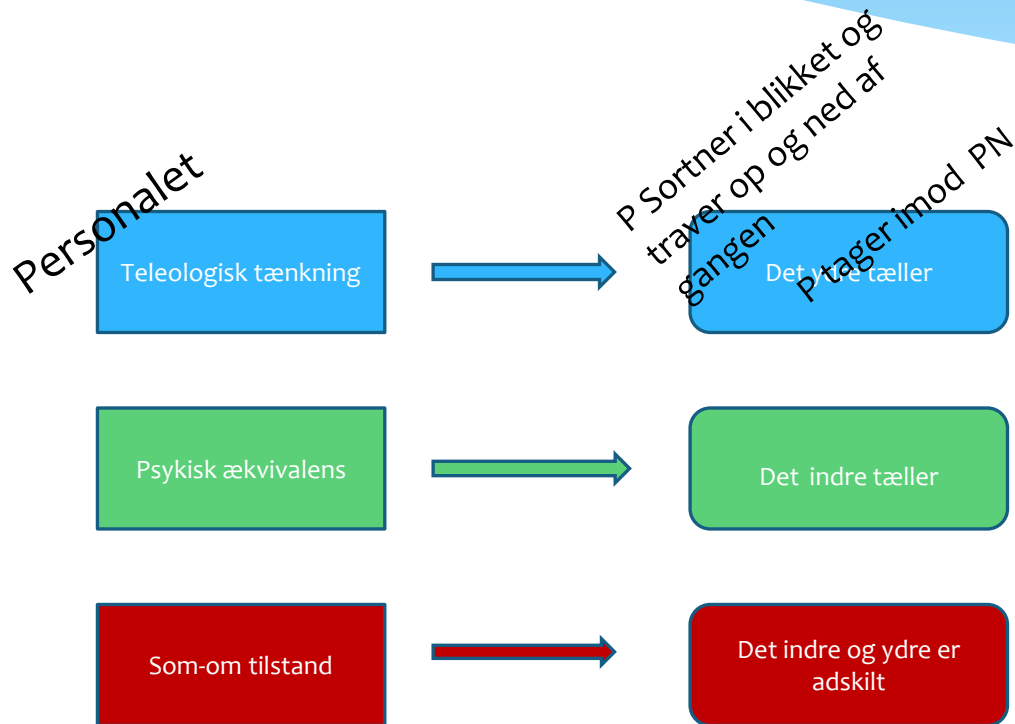 Personalet
P Sortner i blikket og
traver op og ned af
gangen
P tager imod PN
Teleologisk tænkning
Det ydre tæller
Psykisk ækvivalens
Det indre tæller
Som-om tilstand
Det indre og ydre er
adskilt